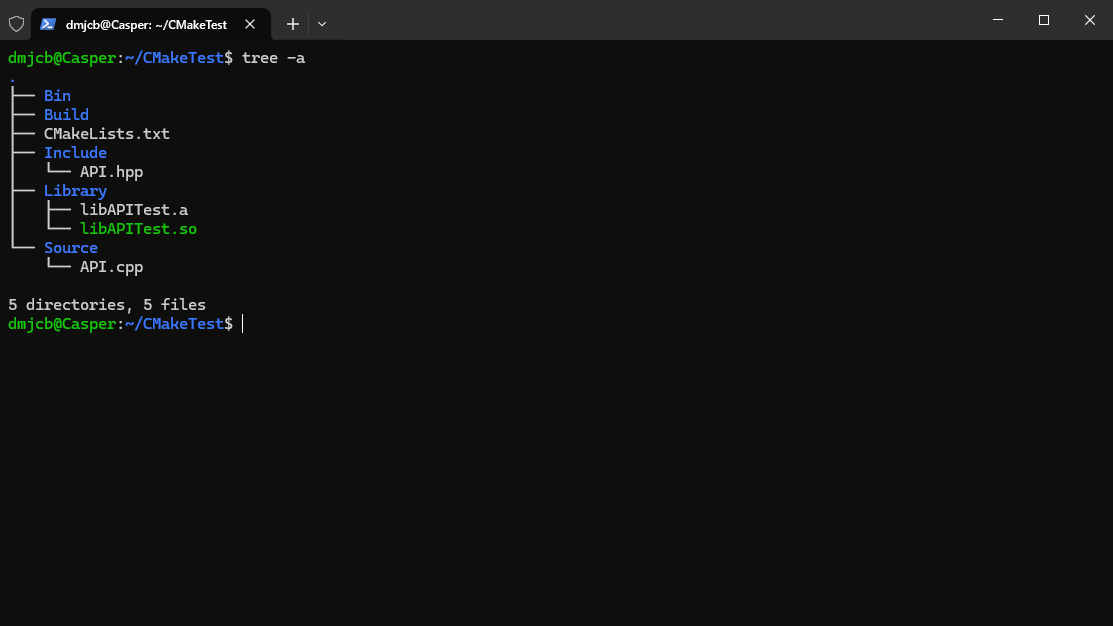 dmjcb@Casper: ~/CMakeTest
dmjcb@Casper:~/CMakeTest$ tree -a
.
├── Bin
├── Build
├── CMakeLists.txt
├── Include
│   └── API.hpp
├── Library
│   ├── libAPITest.a
│   └── libAPITest.so
└── Source
    └── API.cpp
5 directories, 5 files
dmjcb@Casper:~/CMakeTest$